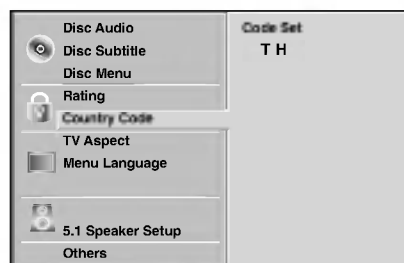 Disc Audio
Disc Subtitle
Disc Menu
Rating
Country Code
TV Aspect
Menu Language
5.1 Speaker Setup
Others
Code Set
T H